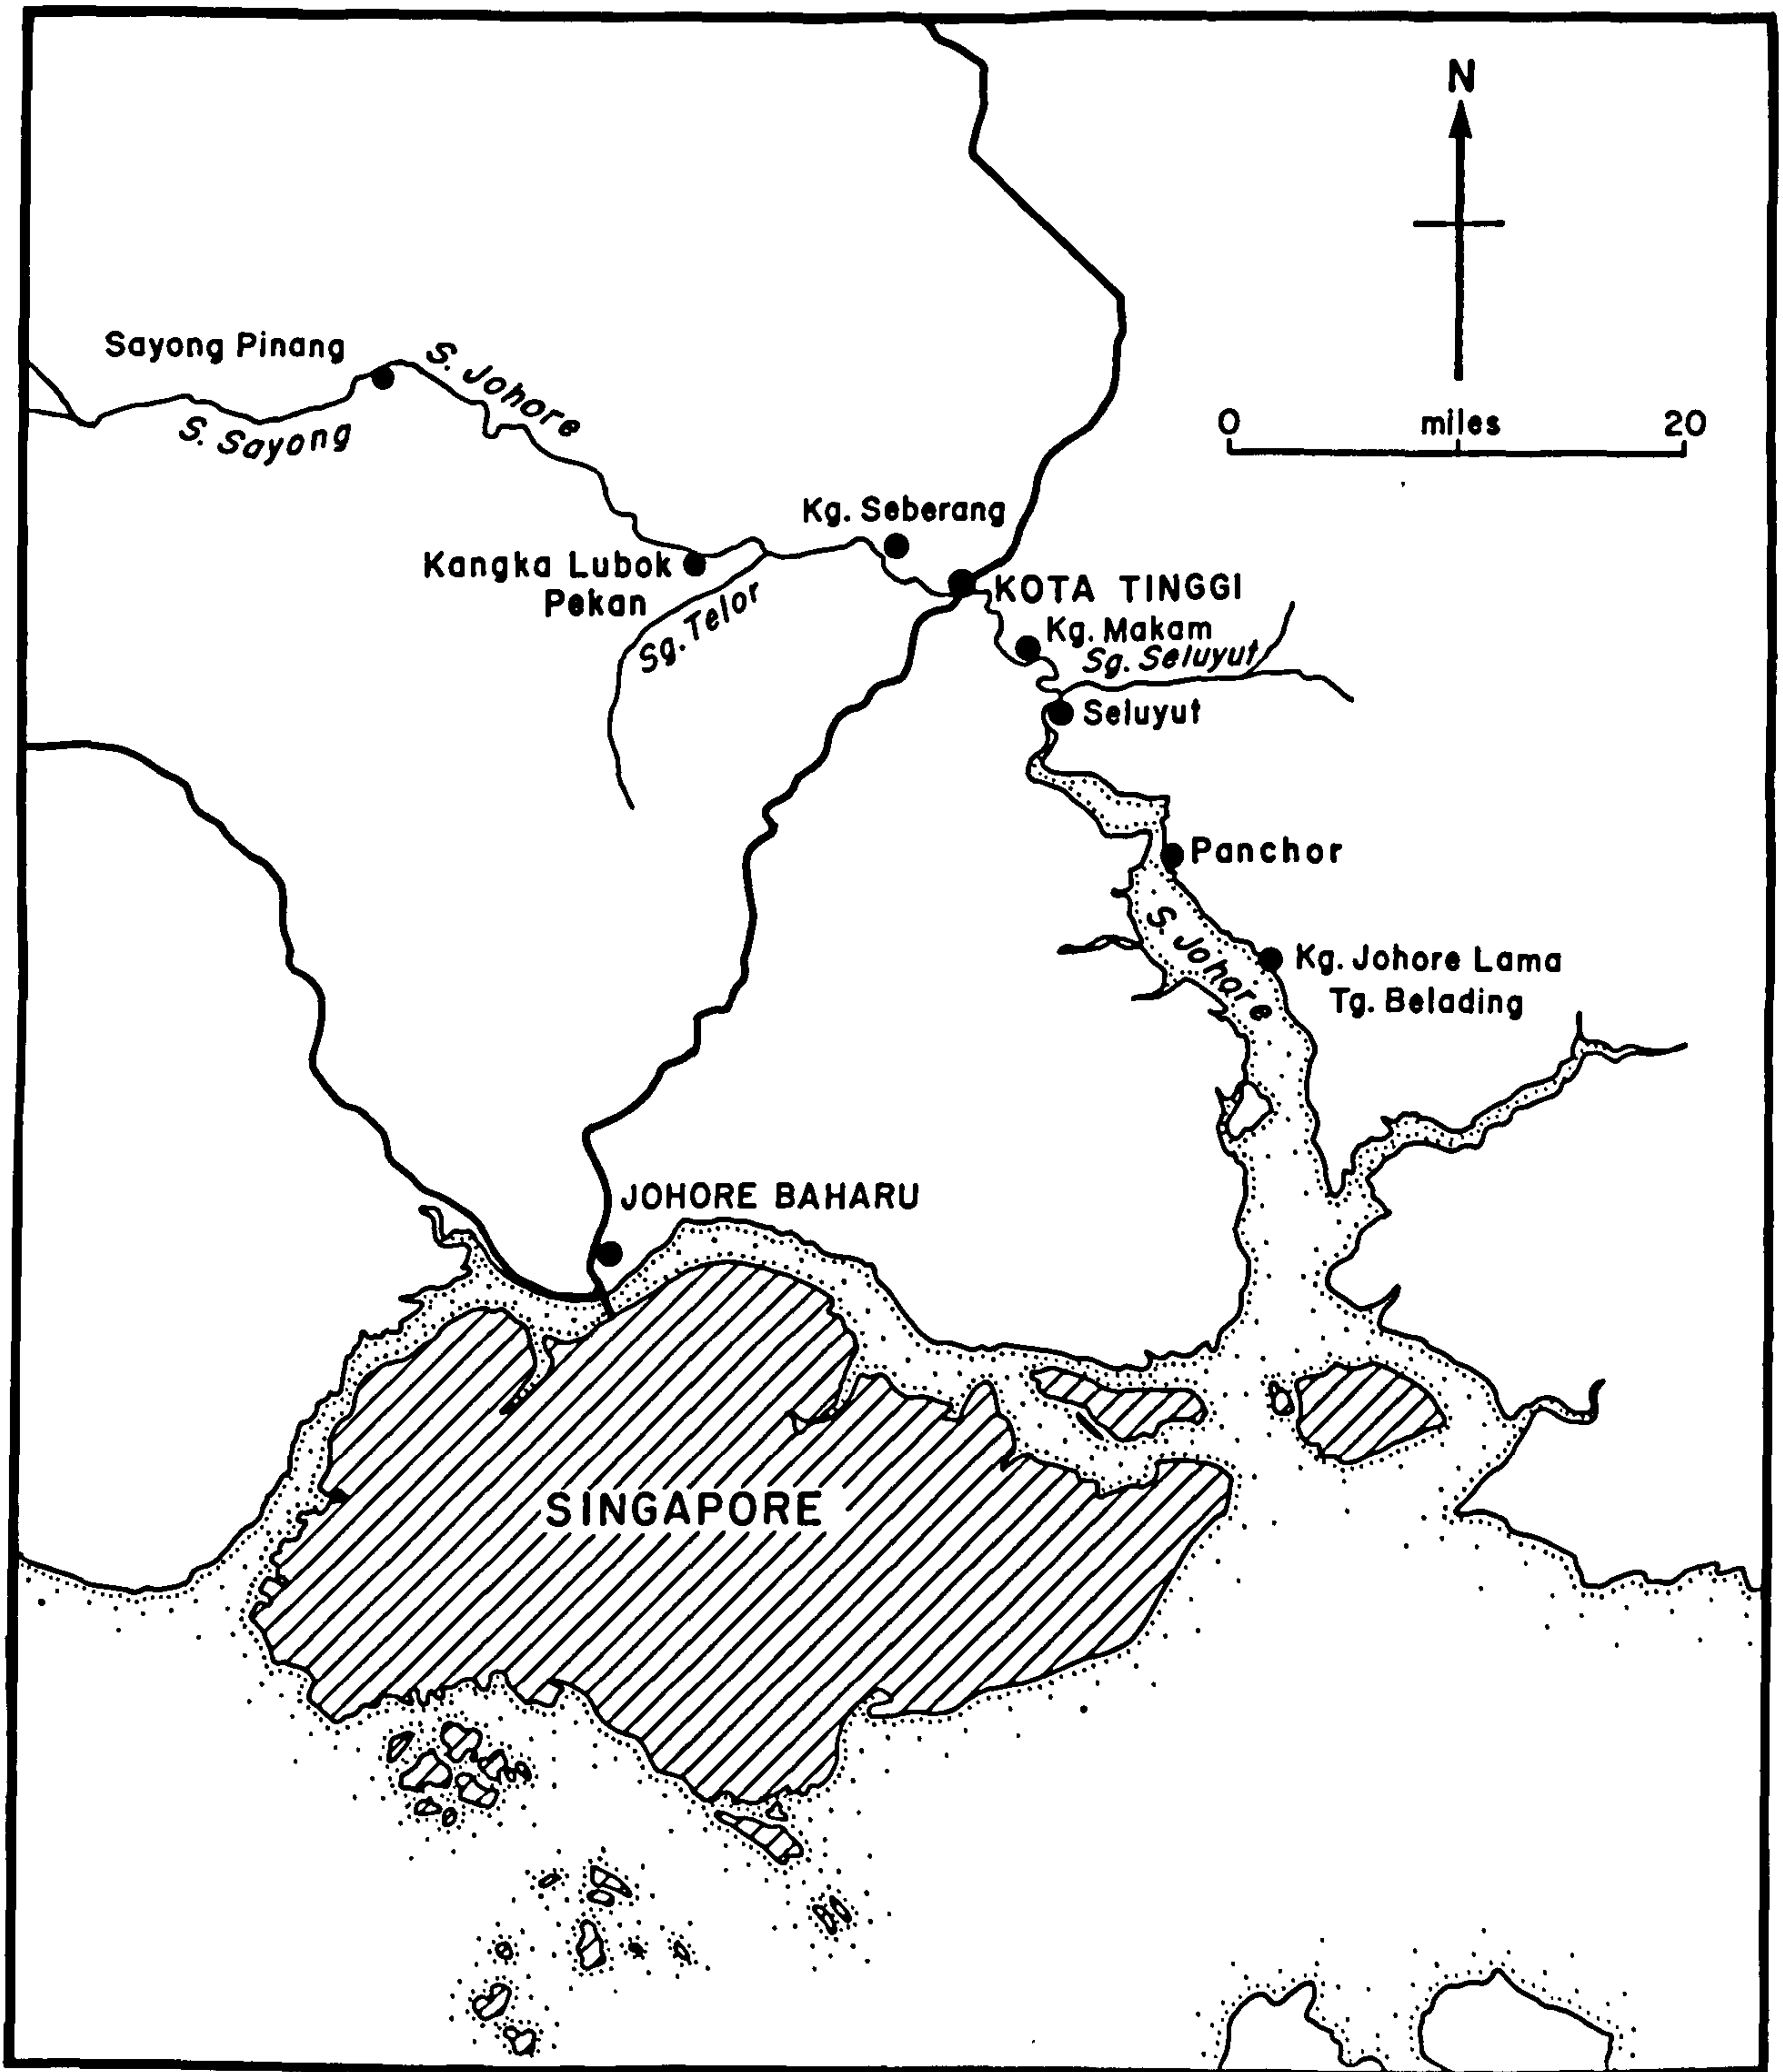 N
0 miles 20
Sayong Pinang
S. Johore
S. Sayong
Kg. Seberang
Kangka Lubok
Pekan
Sg. Telor
KOTA TINGGI
Kg. Makam
Sg. Seluyut
Seluyut
Panchor
S Johore
Kg. Johore Lama
Tg. Belading
JOHORE BAHARU
SINGAPORE